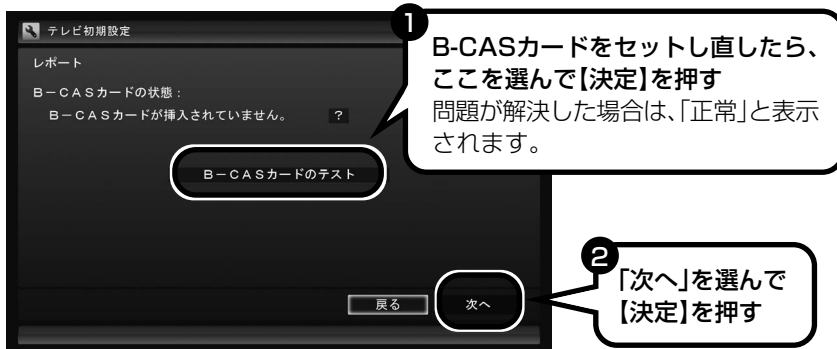 テレビ初期設定
レポート
B－CASカードの状態：
B－CASカードが挿入されていません。 ?
B－CASカードのテスト
戻る 次へ
1
B-CASカードをセットし直したら、
ここを選んで【決定】を押す
問題が解決した場合は、「正常」と表示
されます。
2
「次へ」を選んで
【決定】を押す